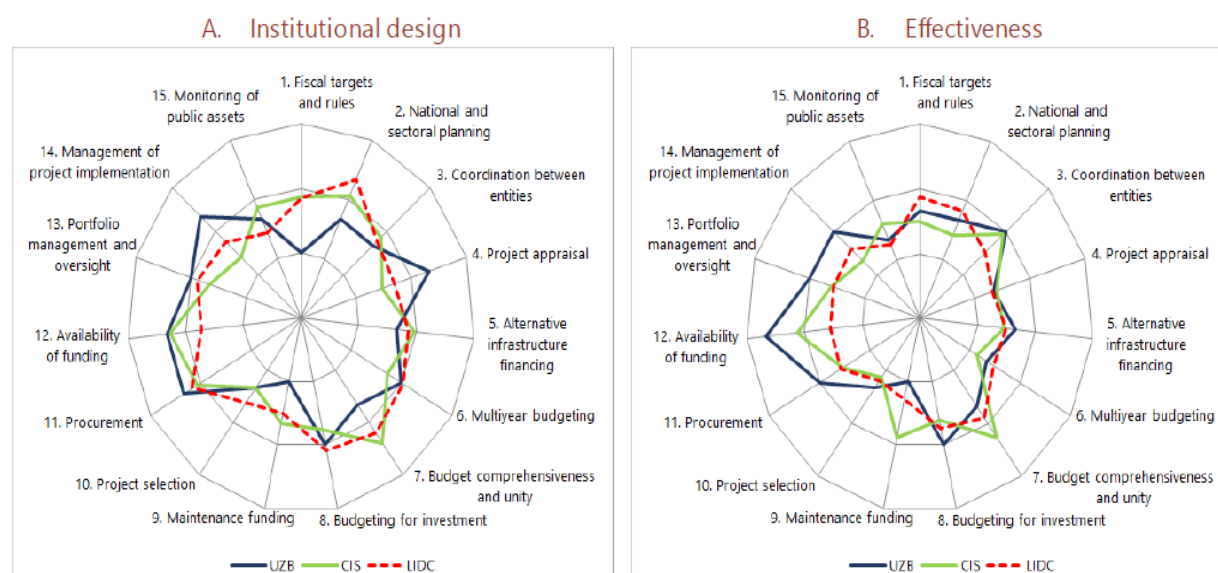 A. Institutional design
1. Fiscal targets
and rules
2. National and
sectoral planning
3. Coordination between
entities
4. Project appraisal
5. Alternative
infrastructure
financing
6. Multiyear budgeting
7. Budget comprehensiveness
and unity
8. Budgeting for investment
9. Maintenance funding
10. Project selection
11. Procurement
12. Availability
of funding
13. Portfolio
management and
oversight
14. Management of
project implementation
15. Monitoring of
public assets
UZB CIS LIDC
B. Effectiveness
1. Fiscal targets
and rules
2. National and
sectoral planning
3. Coordination between
entities
4. Project appraisal
5. Alternative
infrastructure
financing
6. Multiyear budgeting
7. Budget comprehensiveness
and unity
8. Budgeting for investment
9. Maintenance funding
10. Project selection
11. Procurement
12. Availability
of funding
13. Portfolio
management and
oversight
14. Management of
project implementation
15. Monitoring of
public assets
UZB CIS LIDC